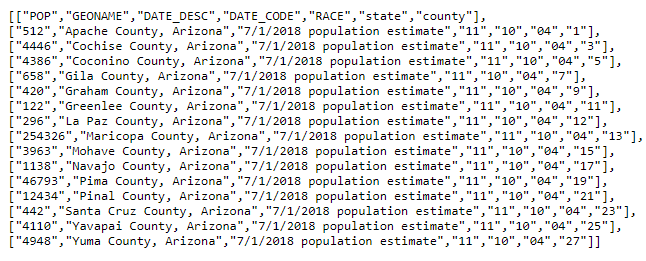 [["POP","GEONAME","DATE_DESC","DATE_CODE","RACE","state","county"],
["512","Apache County, Arizona","7/1/2018 population estimate","11","10","04","1"],
["4446","Cochise County, Arizona","7/1/2018 population estimate","11","10","04","3"],
["4386","Coconino County, Arizona","7/1/2018 population estimate","11","10","04","5"],
["658","Gila County, Arizona","7/1/2018 population estimate","11","10","04","7"],
["420","Graham County, Arizona","7/1/2018 population estimate","11","10","04","9"],
["122","Greenlee County, Arizona","7/1/2018 population estimate","11","10","04","11"],
["296","La Paz County, Arizona","7/1/2018 population estimate","11","10","04","12"],
["254326","Maricopa County, Arizona","7/1/2018 population estimate","11","10","04","13"],
["3963","Mohave County, Arizona","7/1/2018 population estimate","11","10","04","15"],
["1138","Navajo County, Arizona","7/1/2018 population estimate","11","10","04","17"],
["46793","Pima County, Arizona","7/1/2018 population estimate","11","10","04","19"],
["12434","Pinal County, Arizona","7/1/2018 population estimate","11","10","04","21"],
["442","Santa Cruz County, Arizona","7/1/2018 population estimate","11","10","04","23"],
["4110","Yavapai County, Arizona","7/1/2018 population estimate","11","10","04","25"],
["4948","Yuma County, Arizona","7/1/2018 population estimate","11","10","04","27"]]